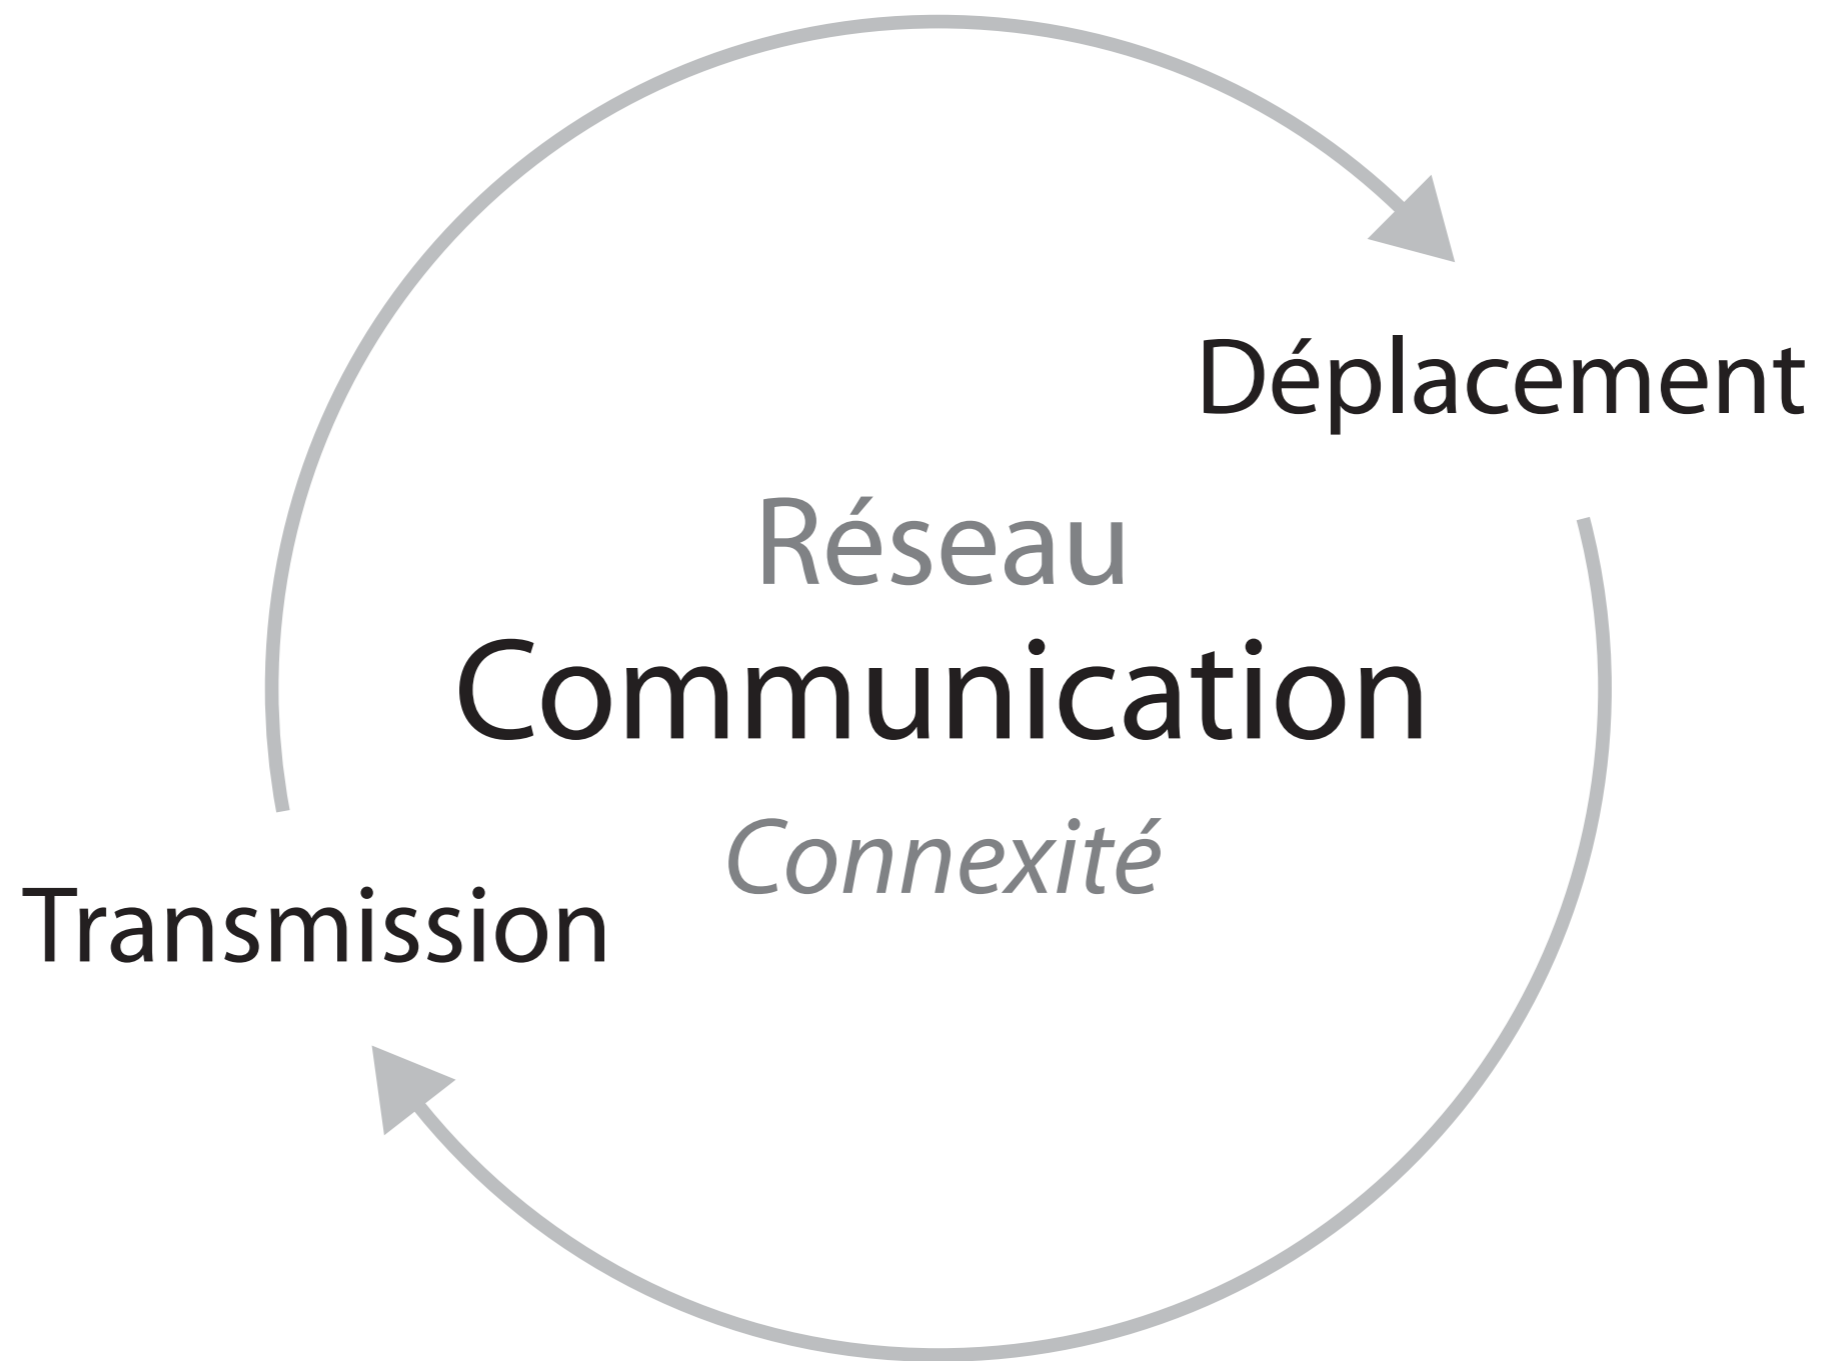 Déplacement
Réseau
Communication
Connexité
Transmission